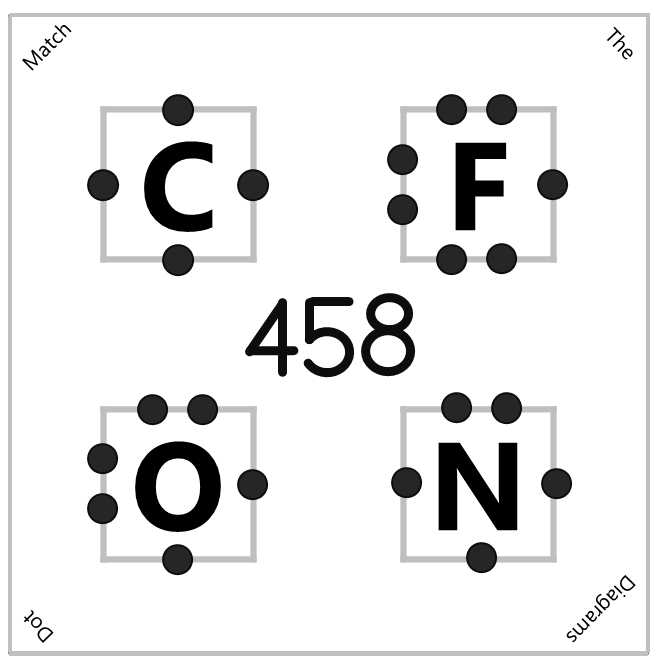 Match
The
C
F
458
O
N
Dot
Diagrams